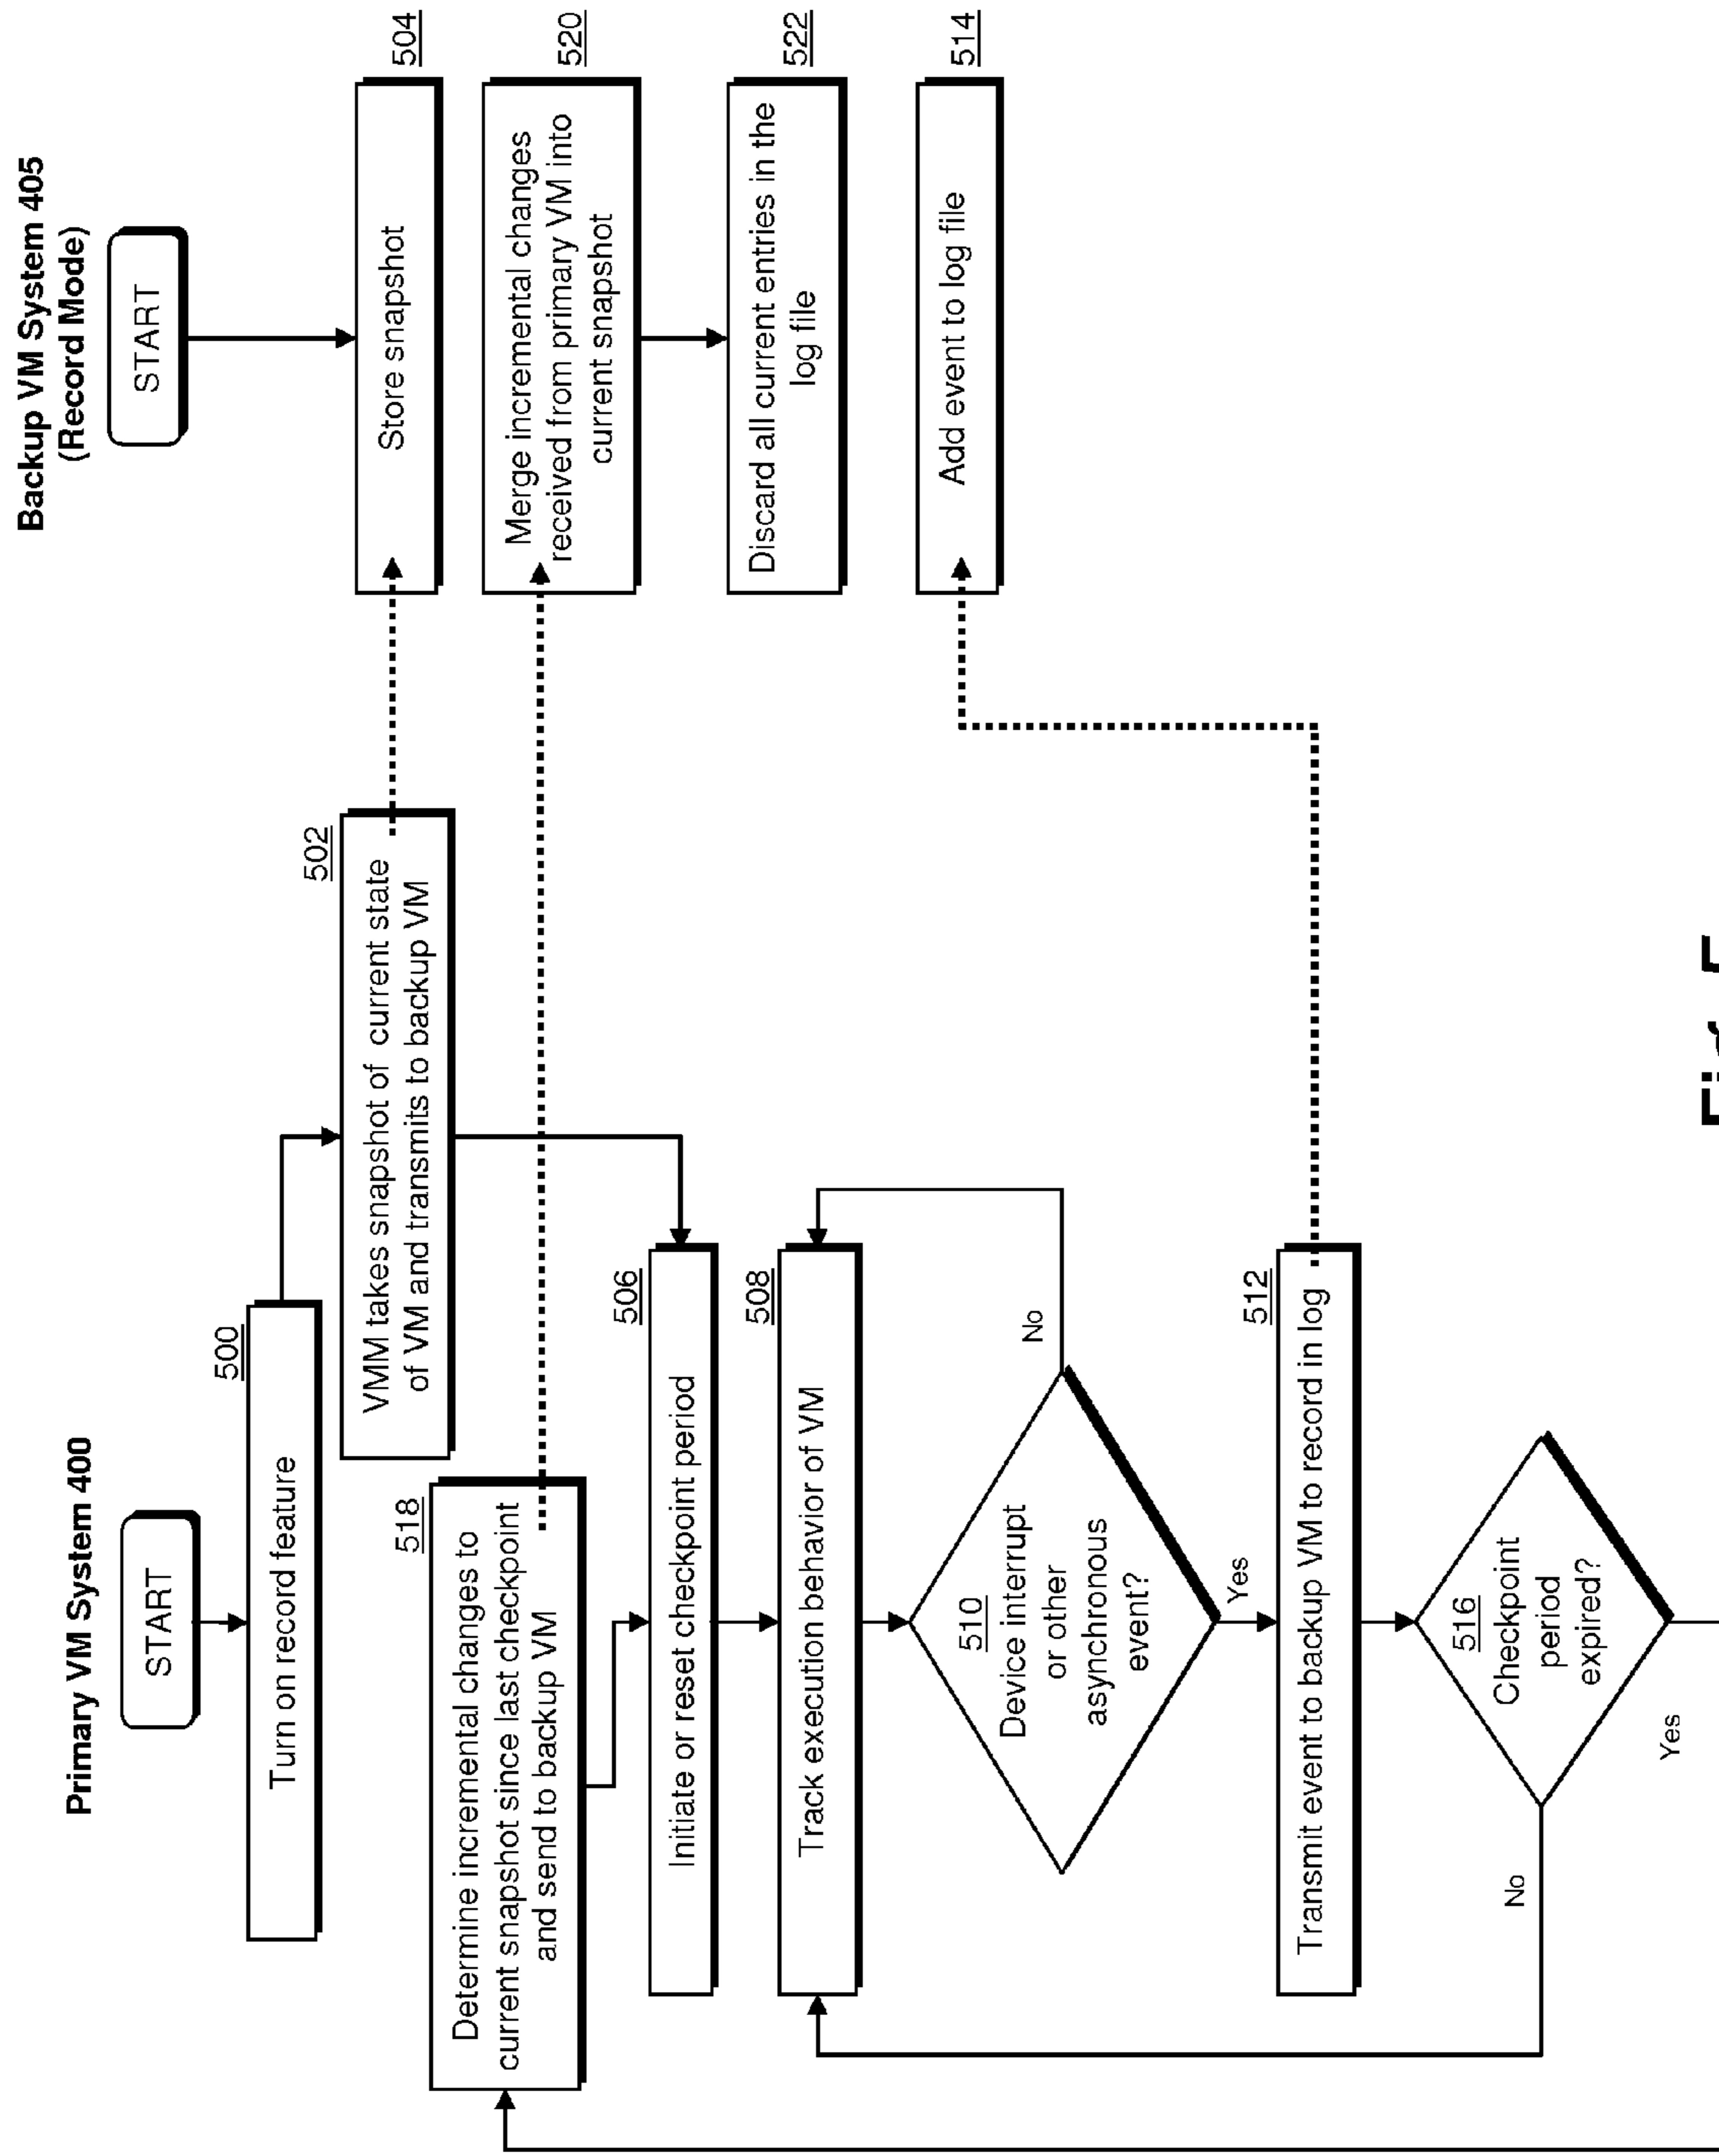 Primary VM System 400
START
500
Turn on record feature
502
VMM takes snapshot of current state
of VM and transmits to backup VM
518
Determine incremental changes to
current snapshot since last checkpoint
and send to backup VM
506
Initiate or reset checkpoint period
508
Track execution behavior of VM
510
Device interrupt
or other
asynchronous
event?
No
Yes
512
Transmit event to backup VM to record in log
516
Checkpoint
period
expired?
No
Yes
Backup VM System 405
(Record Mode)
START
504
Store snapshot
520
Merge incremental changes
received from primary VM into
current snapshot
522
Discard all current entries in the
log file
514
Add event to log file